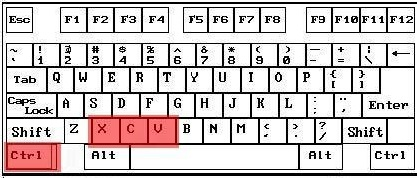 Esc F1 F2 F3 F4 F5 F6 F7 F8 F9 F10 F11 F12
~ ` ! 1 @ 2 # 3 $ 4 % 5 ^ 6 & 7 * 8 ( 9 ) 0 - + = | ←
Tab Q W E R T Y U I O P { [ } ]
Caps Lock A S D F G H J K L : ; " ' Enter
Shift Z X C V B N M < , > . ? / Shift
Ctrl Alt Alt Ctrl